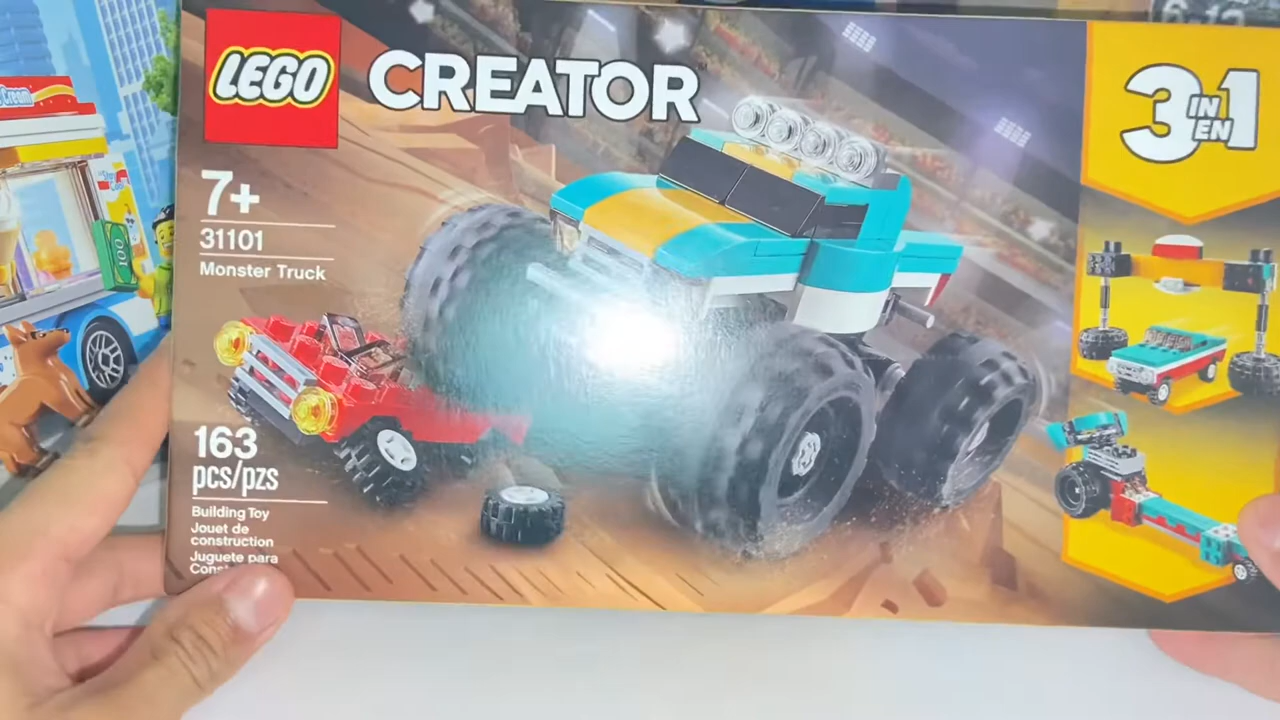 LEGO
CREATOR
3 IN EN 1
7+
31101
Monster Truck
163
pcs/pzs
Building Toy
Jouet de
construction
Juguete para
Cream
100